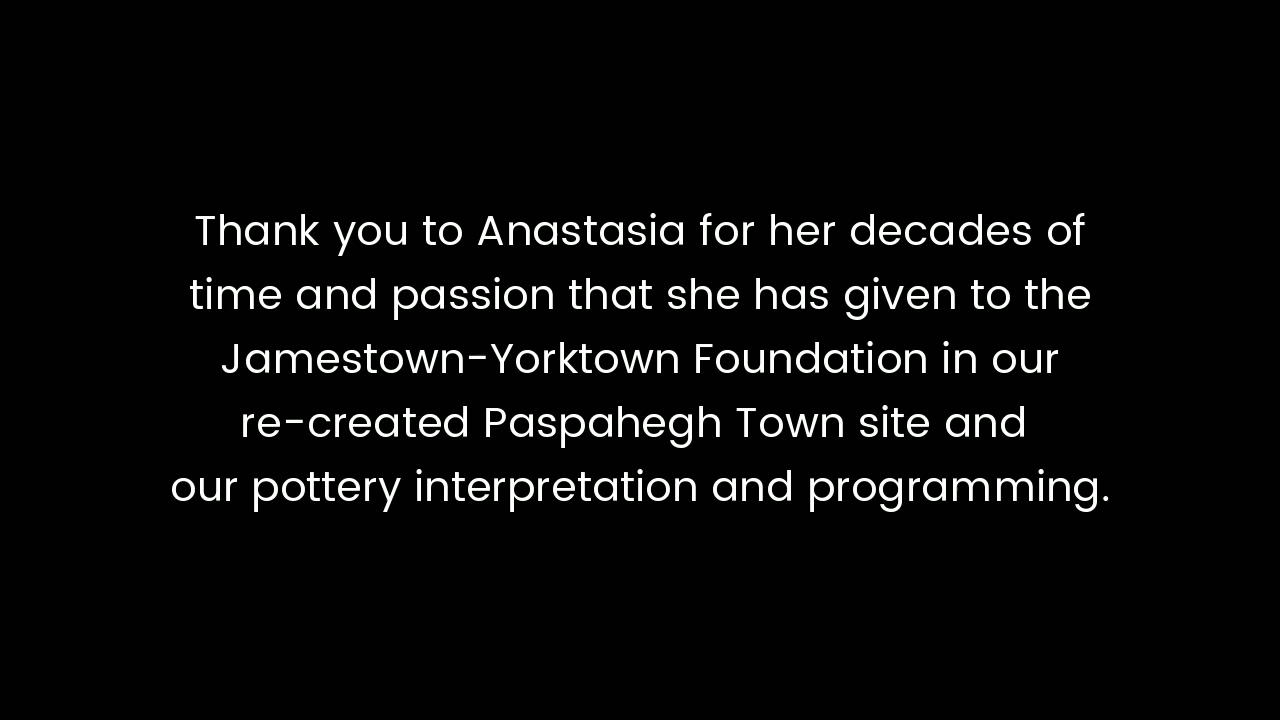 Thank you to Anastasia for her decades of
time and passion that she has given to the
Jamestown-Yorktown Foundation in our
re-created Paspahegh Town site and
our pottery interpretation and programming.